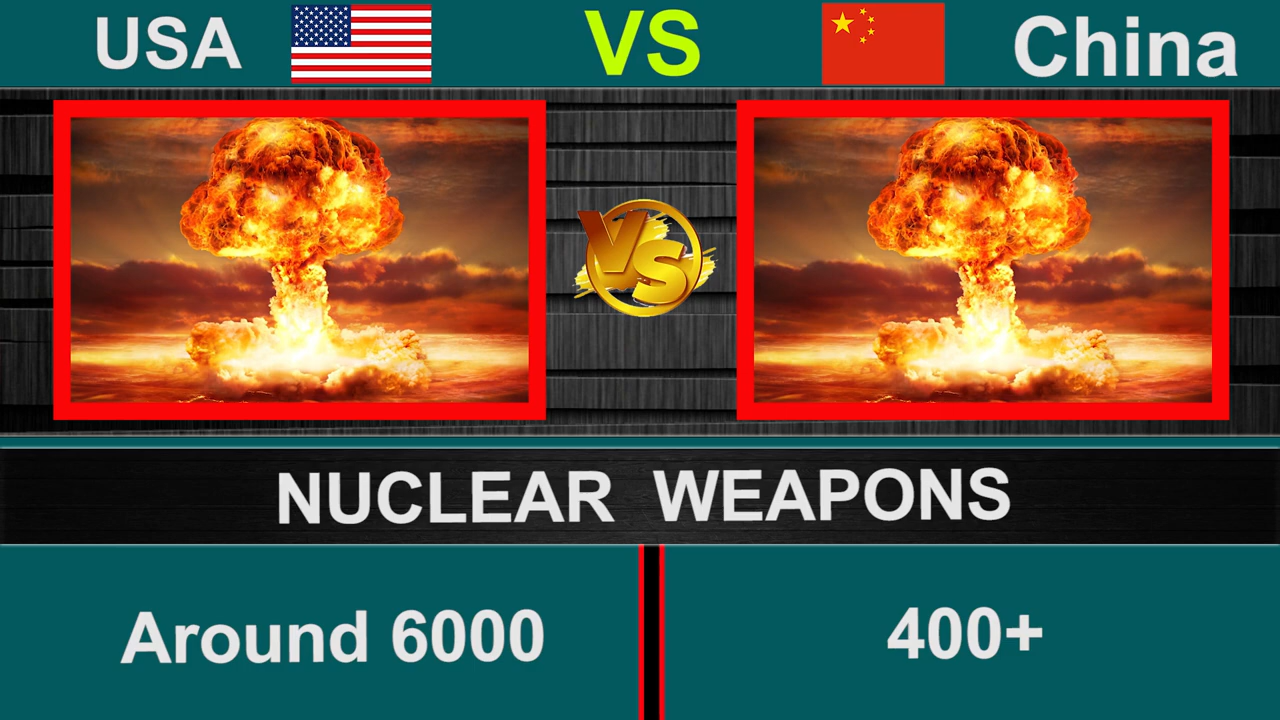 USA VS China
VS
NUCLEAR WEAPONS
Around 6000
400+